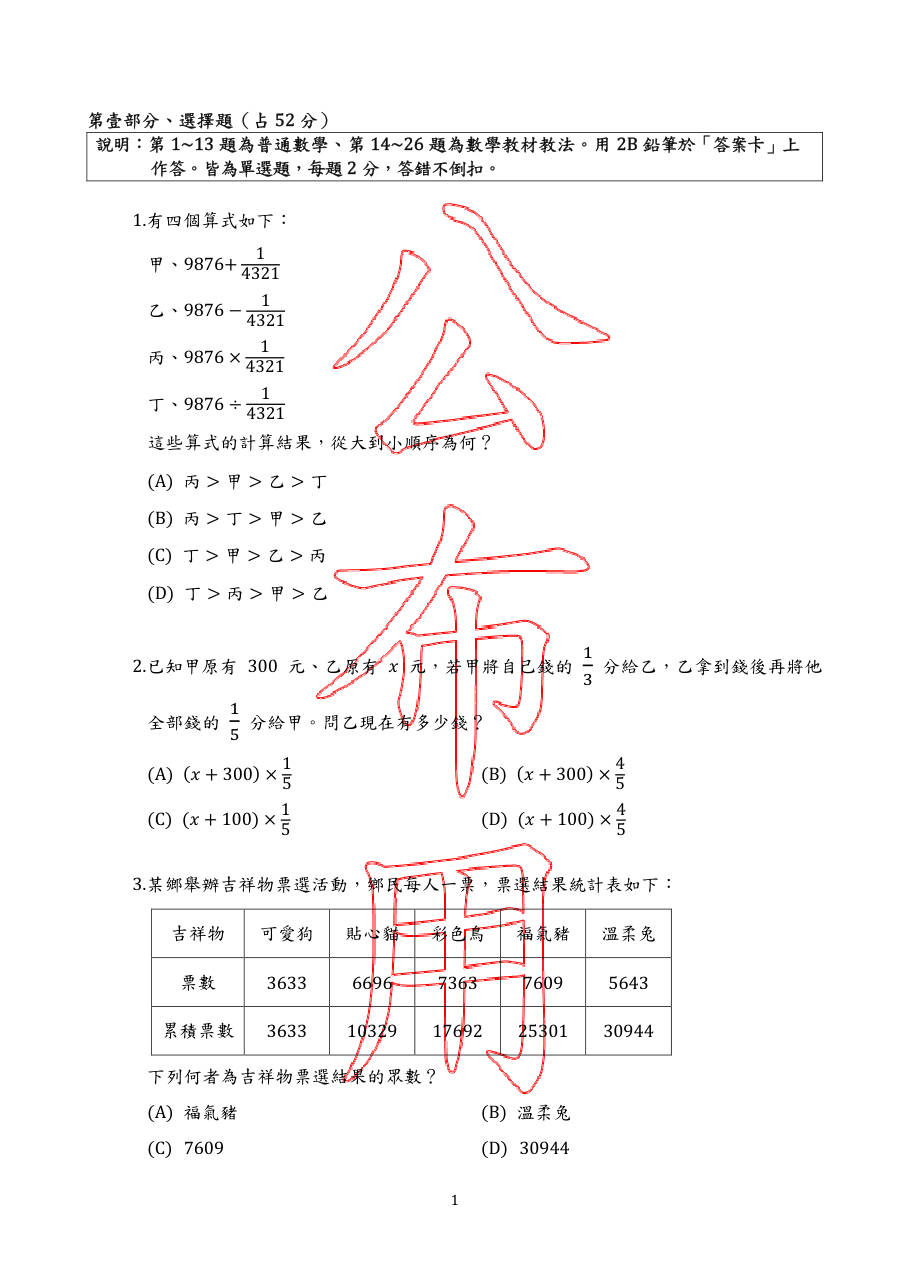 第壹部分、選擇題（占 52 分）
說明：第 1~13 題為普通數學、第 14~26 題為數學教材教法。用 2B 鉛筆於「答案卡」上
作答。皆為單選題，每題 2 分，答錯不倒扣。
1.有四個算式如下：
甲、9876+ 1/4321
乙、9876 − 1/4321
丙、9876 × 1/4321
丁、9876 ÷ 1/4321
這些算式的計算結果，從大到小順序為何？
(A) 丙 > 甲 > 乙 > 丁
(B) 丙 > 丁 > 甲 > 乙
(C) 丁 > 甲 > 乙 > 丙
(D) 丁 > 丙 > 甲 > 乙
2.已知甲原有 300 元、乙原有 x 元，若甲將自己錢的 1/3 分給乙，乙拿到錢後再將他
全部錢的 1/5 分給甲。問乙現在有多少錢？
(A) (x + 300) × 1/5 (B) (x + 300) × 4/5
(C) (x + 100) × 1/5 (D) (x + 100) × 4/5
3.某鄉舉辦吉祥物票選活動，鄉民每人一票，票選結果統計表如下：
吉祥物 可愛狗 貼心貓 彩色鳥 福氣豬 溫柔兔
票數 3633 6696 7363 7609 5643
累積票數 3633 10329 17692 25301 30944
下列何者為吉祥物票選結果的眾數？
(A) 福氣豬 (B) 溫柔兔
(C) 7609 (D) 30944
1
公布用